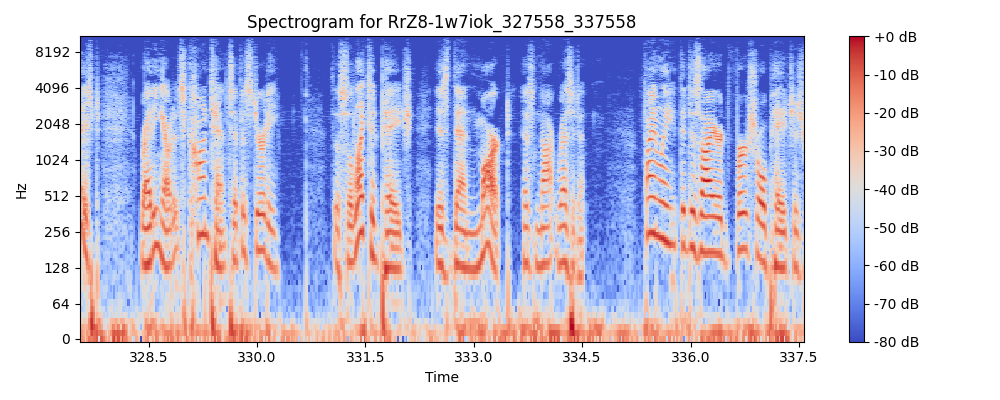 Spectrogram for RrZ8-1w7iok_327558_337558
8192
4096
2048
1024
512
256
128
64
0
Hz
328.5
330.0
331.5
333.0
334.5
336.0
337.5
Time
+0 dB
-10 dB
-20 dB
-30 dB
-40 dB
-50 dB
-60 dB
-70 dB
-80 dB